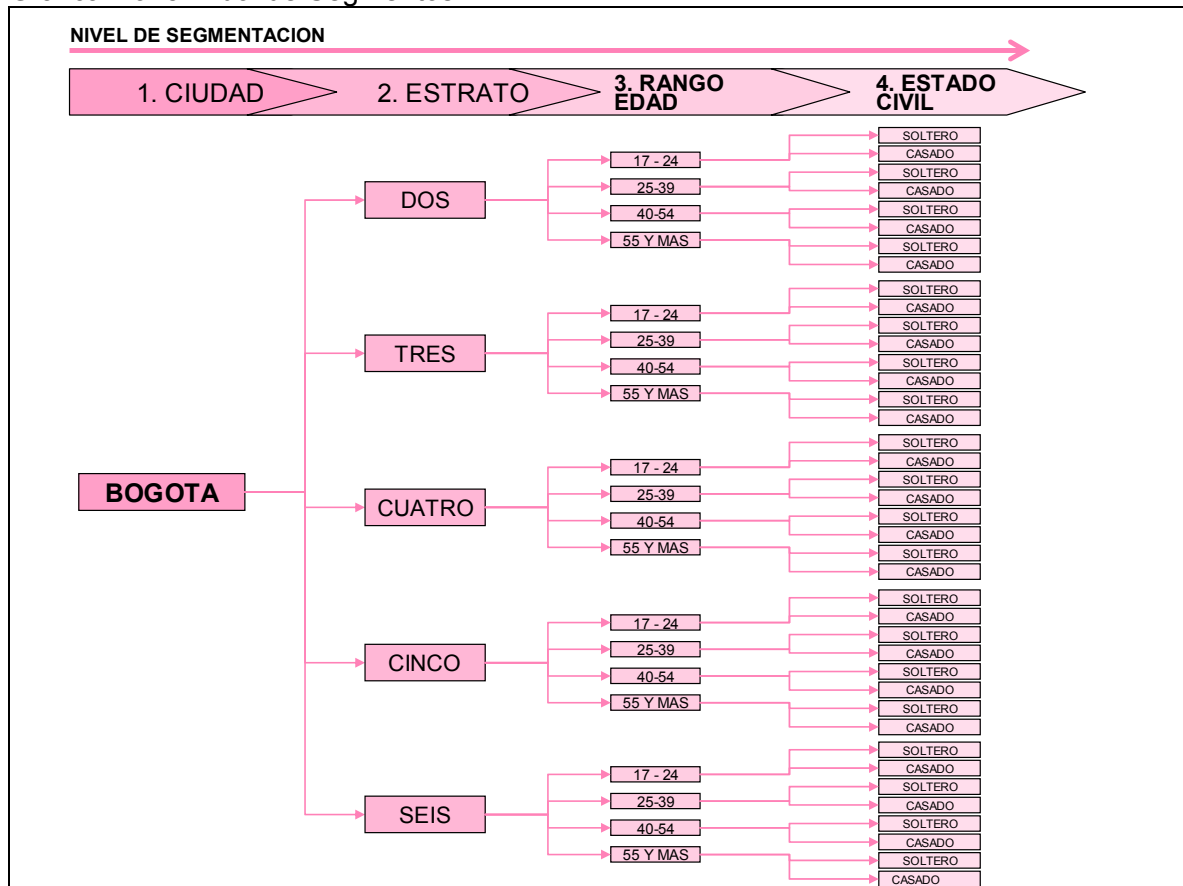 NIVEL DE SEGMENTACION
1. CIUDAD
2. ESTRATO
3. RANGO
EDAD
4. ESTADO
CIVIL
BOGOTA
DOS
17 - 24
SOLTERO
CASADO
25-39
SOLTERO
CASADO
40-54
SOLTERO
CASADO
55 Y MAS
SOLTERO
CASADO
TRES
17 - 24
SOLTERO
CASADO
25-39
SOLTERO
CASADO
40-54
SOLTERO
CASADO
55 Y MÁS
SOLTERO
CASADO
CUATRO
17 - 24
SOLTERO
CASADO
25-39
SOLTERO
CASADO
40-54
SOLTERO
CASADO
55 Y MAS
SOLTERO
CASADO
CINCO
17 - 24
SOLTERO
CASADO
25-39
SOLTERO
CASADO
40-54
SOLTERO
CASADO
55 Y MAS
SOLTERO
CASADO
SEIS
17 - 24
SOLTERO
CASADO
25-39
SOLTERO
CASADO
40-54
SOLTERO
CASADO
55 Y MAS
SOLTERO
CASADO